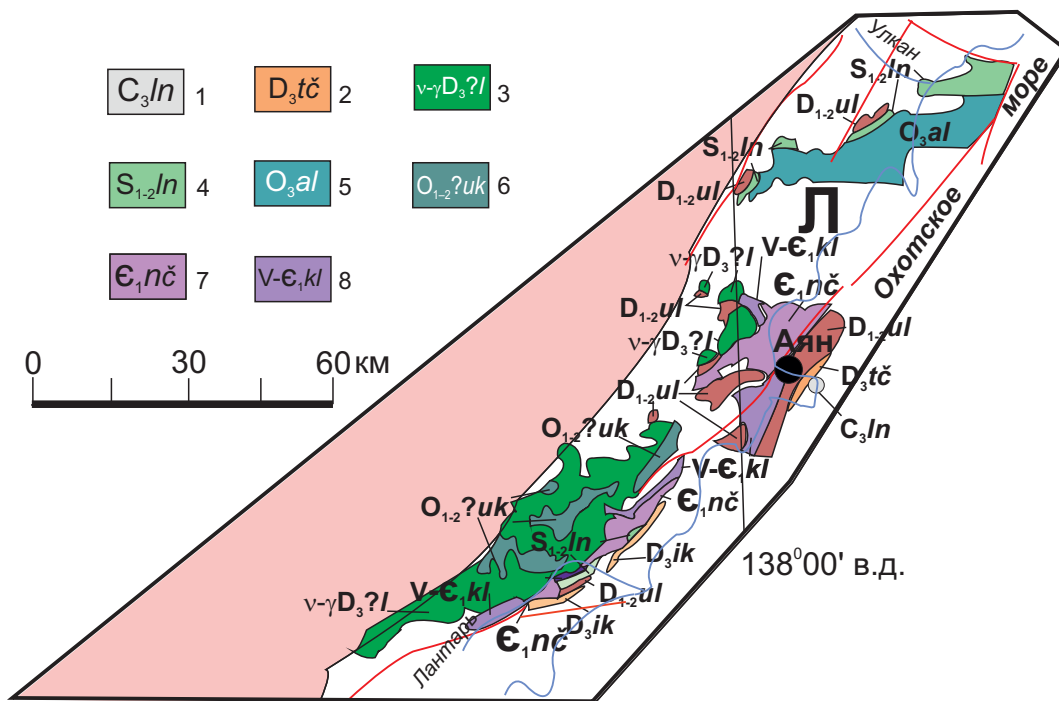 C₃ln 1
D₃tč 2
ν-γD₃?l 3
S₁₋₂ln 4
O₃al 5
O₁₋₂?uk 6
Є₁nč 7
V-Є₁kl 8
0 30 60 км
Улкан
S₁₋₂ln
D₁₋₂ul
O₃al
море
S₁₋₂ln
D₁₋₂ul
Л
Охотское
ν-γD₃?l
V-Є₁kl
Є₁nč
D₁₋₂ul
D₁₋₂ul
ν-γD₃?l
Аян
D₃tč
D₁₋₂ul
C₃ln
O₁₋₂?uk
V-Є₁kl
Є₁nč
O₁₋₂?uk
S₁₋₂ln
D₃ik
138⁰00' в.д.
ν-γD₃?l
V-Є₁kl
D₁₋₂ul
Лантарь
Є₁nč
D₃ik